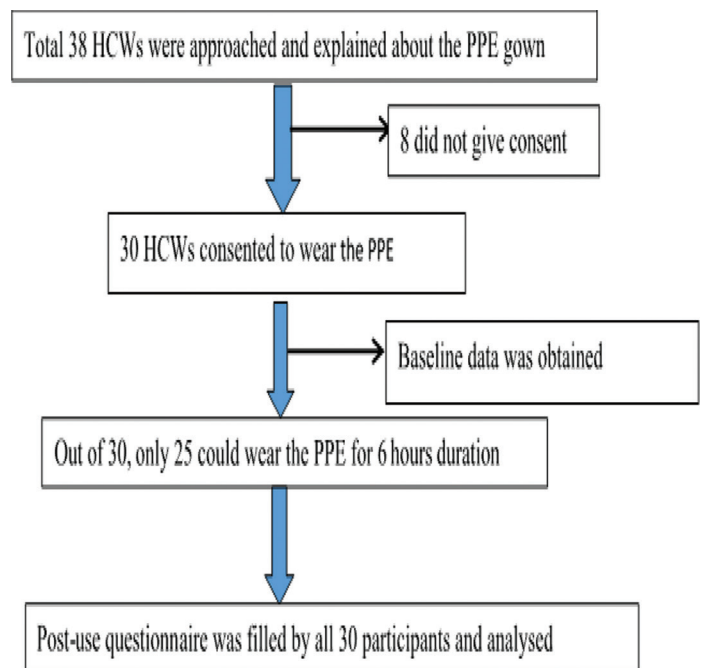 Total 38 HCWs were approached and explained about the PPE gown
8 did not give consent
30 HCWs consented to wear the PPE
Baseline data was obtained
Out of 30, only 25 could wear the PPE for 6 hours duration
Post-use questionnaire was filled by all 30 participants and analysed